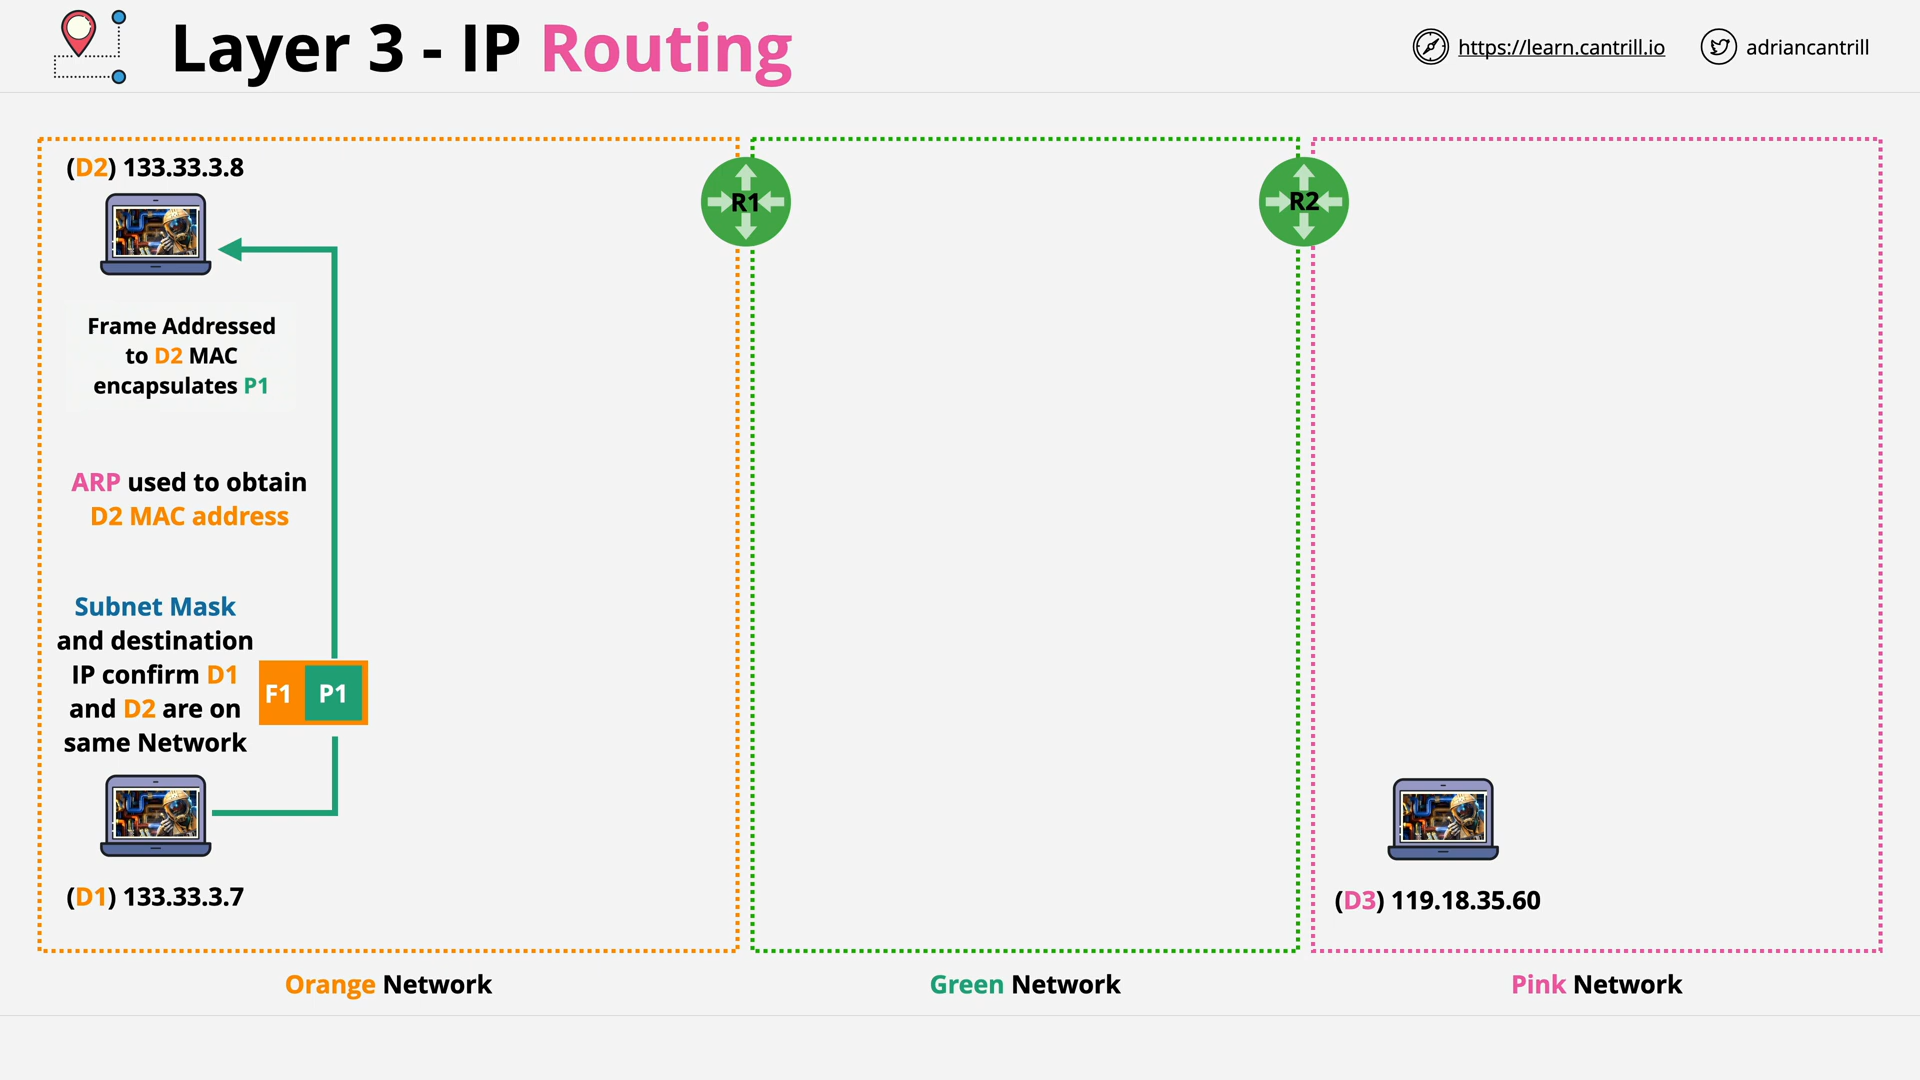 Layer 3 - IP Routing
https://learn.cantrill.io
adriancantrill
(D2) 133.33.3.8
R1
R2
Frame Addressed
to D2 MAC
encapsulates P1
ARP used to obtain
D2 MAC address
Subnet Mask
and destination
IP confirm D1
and D2 are on
same Network
F1
P1
(D1) 133.33.3.7
(D3) 119.18.35.60
Orange Network
Green Network
Pink Network